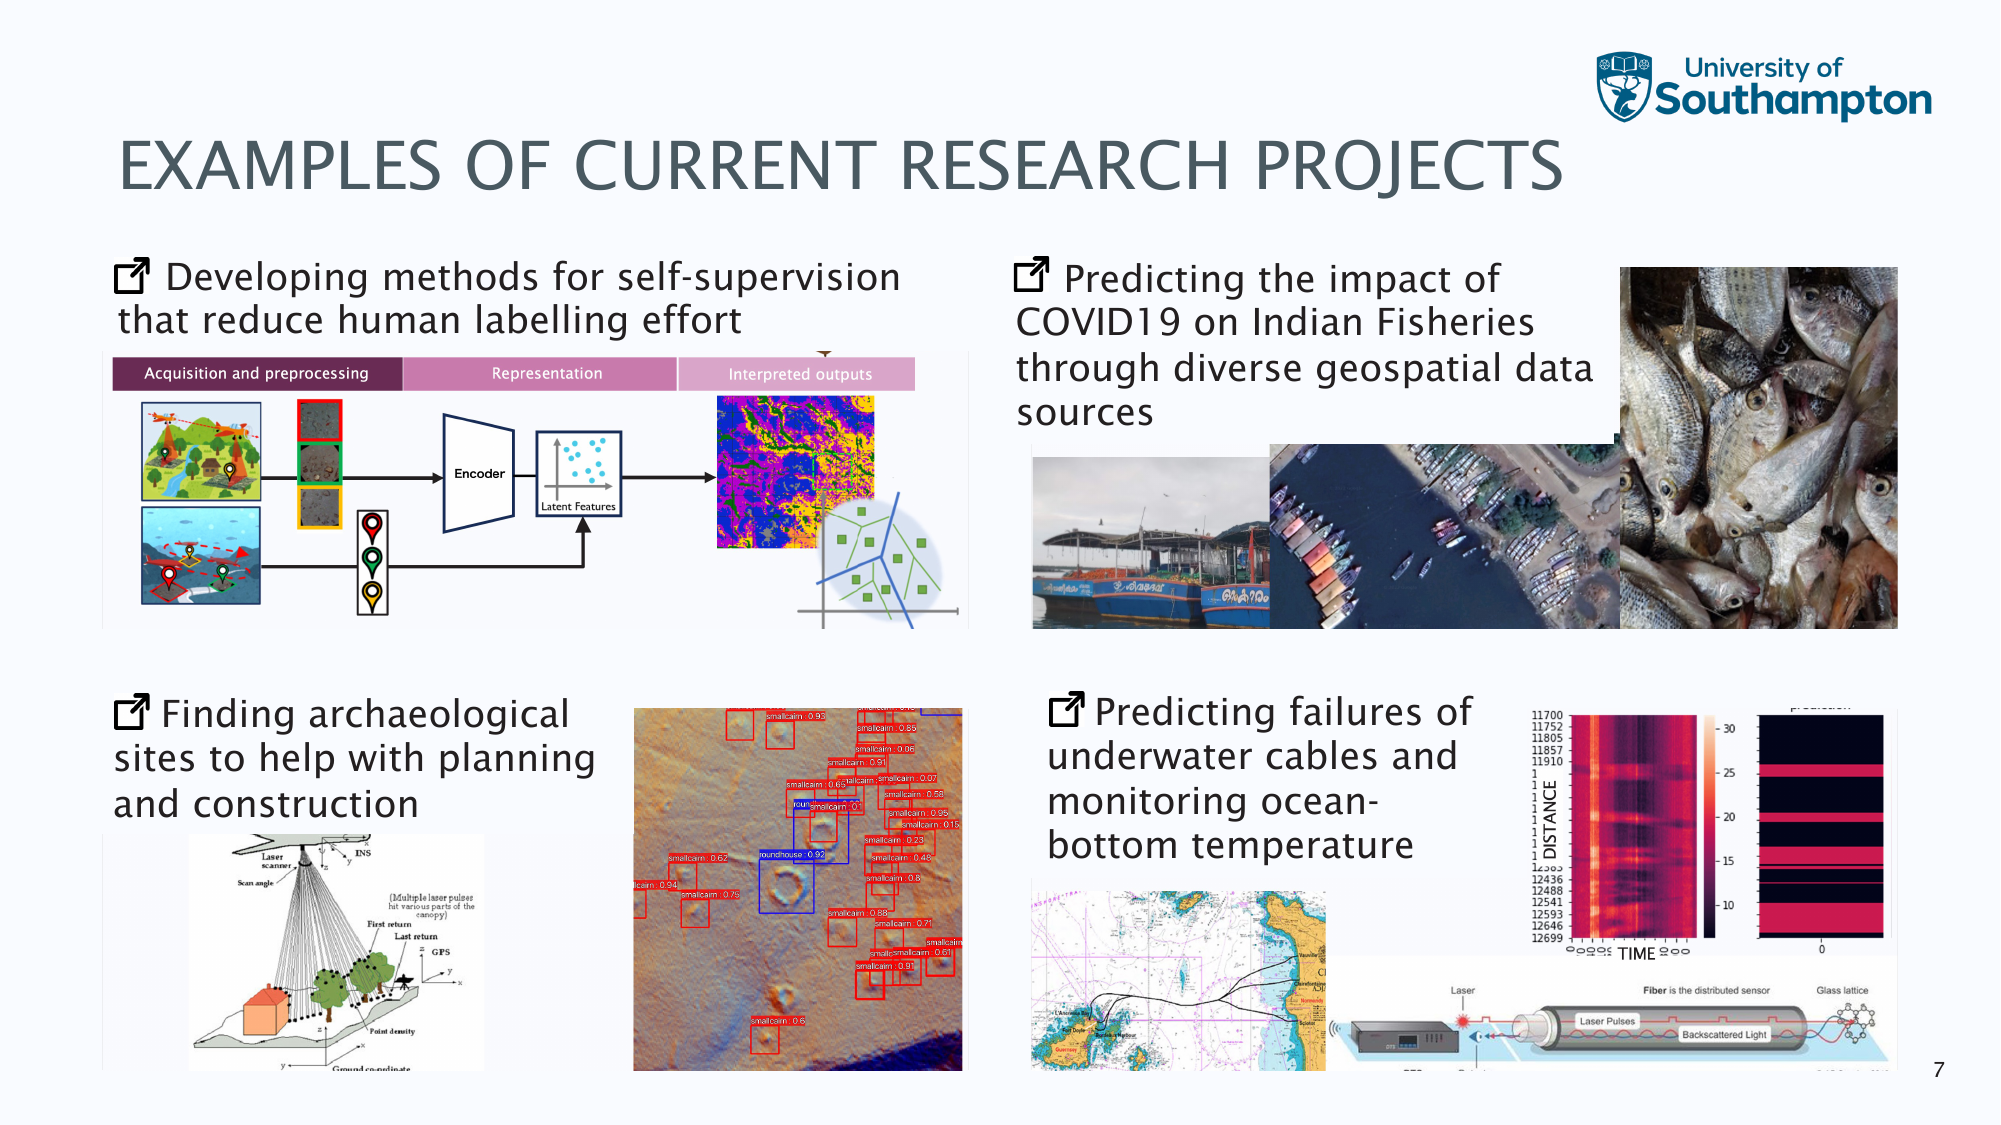 University of
Southampton
EXAMPLES OF CURRENT RESEARCH PROJECTS
Developing methods for self-supervision
that reduce human labelling effort
Acquisition and preprocessing
Representation
Interpreted outputs
Encoder
Latent Features
Predicting the impact of
COVID19 on Indian Fisheries
through diverse geospatial data
sources
Finding archaeological
sites to help with planning
and construction
Laser
scanner
INS
Scan angle
(Multiple laser pulses
hit various parts of the
canopy)
First return
Last return
GPS
Point density
Ground co-ordinate
smallcairn : 0.93
smallcairn : 0.85
smallcairn : 0.06
smallcairn : 0.91
smallcairn : 0.07
smallcairn : 0.65
smallcairn : 0.58
smallcairn : 0.95
smallcairn : 0.15
smallcairn : 0.23
roundhouse : 0.92
smallcairn : 0.48
smallcairn : 0.62
smallcairn : 0.8
smallcairn : 0.75
smallcairn : 0.88
smallcairn : 0.71
smallcairn : 0.61
smallcairn : 0.91
smallcairn : 0.6
Predicting failures of
underwater cables and
monitoring ocean-
bottom temperature
11700
11752
11805
11857
11910
DISTANCE
12436
12488
12541
12593
12646
12699
TIME
30
25
20
15
10
prediction
0
Guernsey
Laser
Fiber is the distributed sensor
Glass lattice
Laser Pulses
Backscattered Light
DTS
7